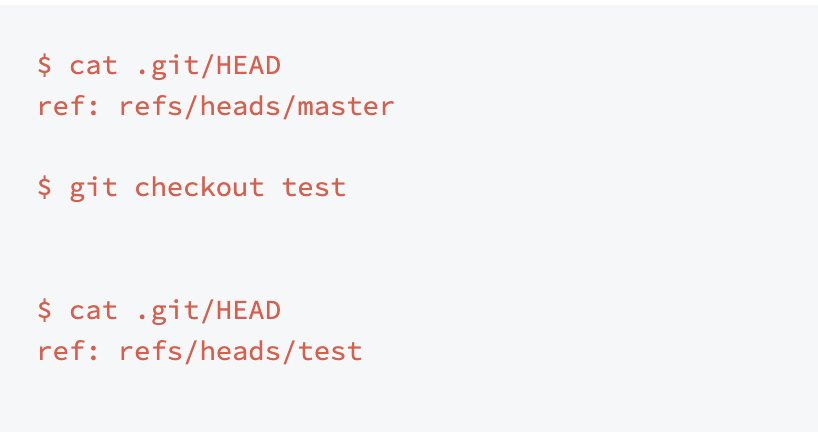 $ cat .git/HEAD
ref: refs/heads/master
$ git checkout test
$ cat .git/HEAD
ref: refs/heads/test